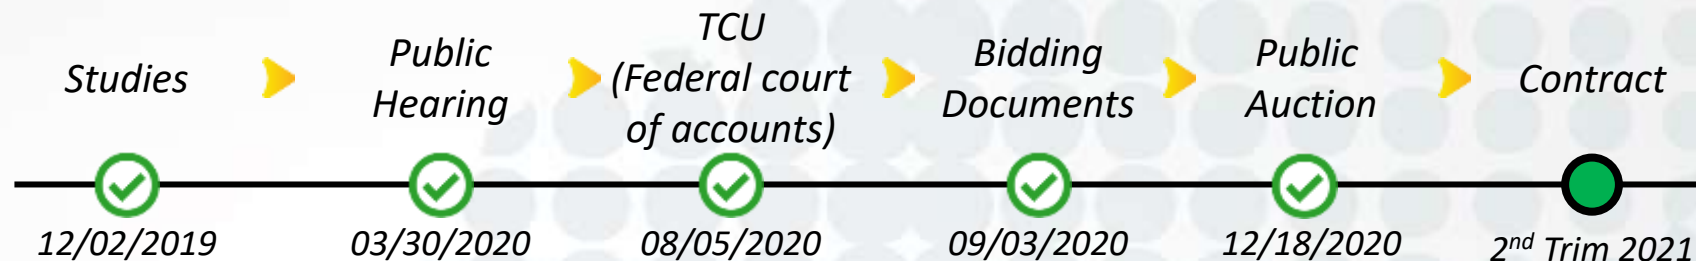 Studies
Public
Hearing
TCU
(Federal court
of accounts)
Bidding
Documents
Public
Auction
Contract
12/02/2019
03/30/2020
08/05/2020
09/03/2020
12/18/2020
2nd Trim 2021